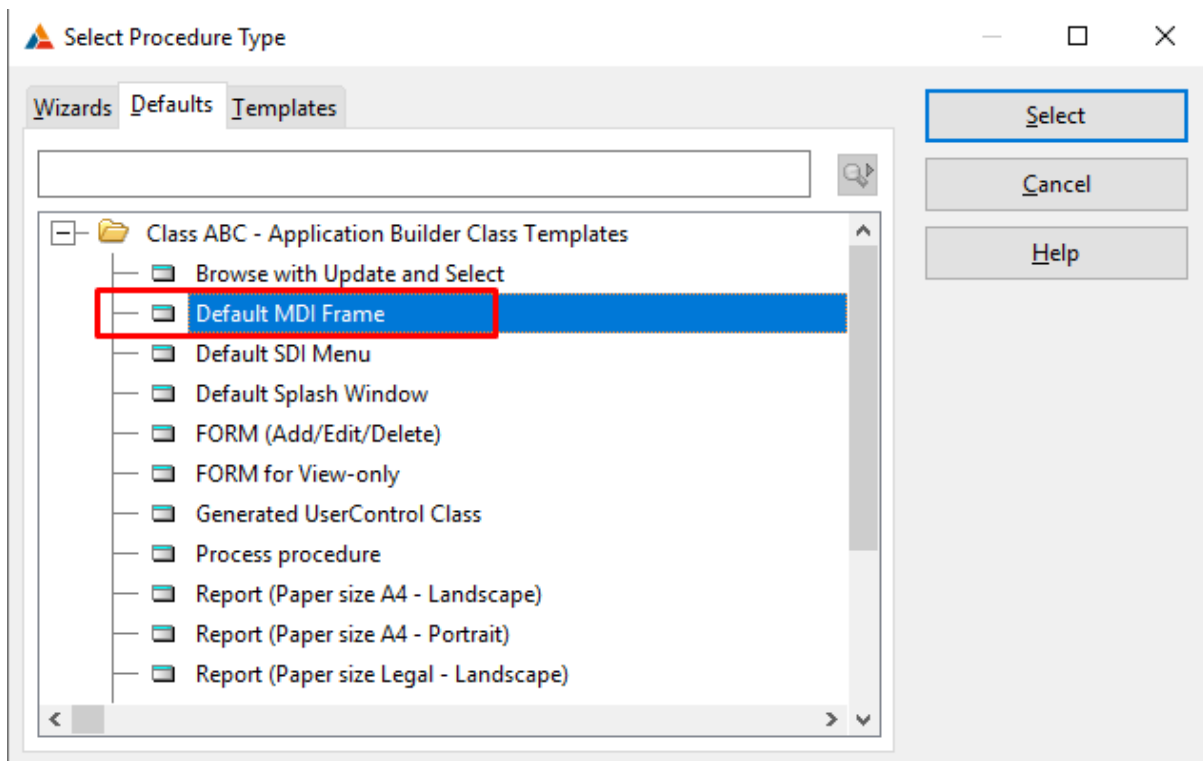 Select Procedure Type
Wizards Defaults Templates
Select
Cancel
Help
Class ABC - Application Builder Class Templates
Browse with Update and Select
Default MDI Frame
Default SDI Menu
Default Splash Window
FORM (Add/Edit/Delete)
FORM for View-only
Generated UserControl Class
Process procedure
Report (Paper size A4 - Landscape)
Report (Paper size A4 - Portrait)
Report (Paper size Legal - Landscape)